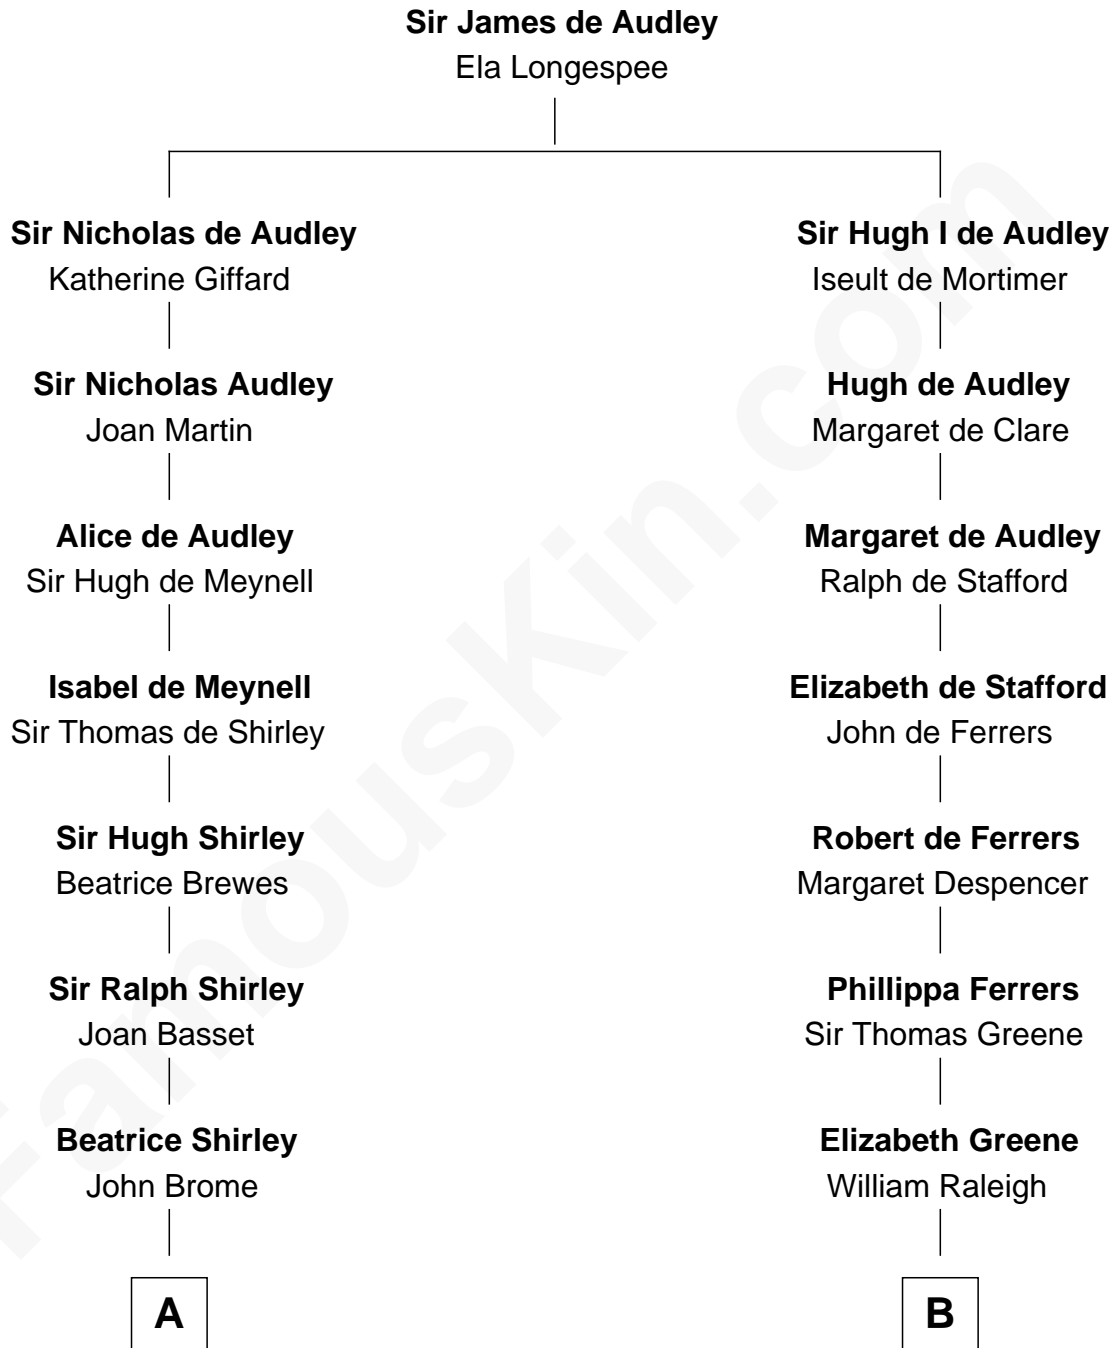 Sir James de Audley
Ela Longespee
Sir Nicholas de Audley
Katherine Giffard
Sir Nicholas Audley
Joan Martin
Alice de Audley
Sir Hugh de Meynell
Isabel de Meynell
Sir Thomas de Shirley
Sir Hugh Shirley
Beatrice Brewes
Sir Ralph Shirley
Joan Basset
Beatrice Shirley
John Brome
A
Sir Hugh I de Audley
Iseult de Mortimer
Hugh de Audley
Margaret de Clare
Margaret de Audley
Ralph de Stafford
Elizabeth de Stafford
John de Ferrers
Robert de Ferrers
Margaret Despencer
Phillippa Ferrers
Sir Thomas Greene
Elizabeth Greene
William Raleigh
B
FamousKin.com